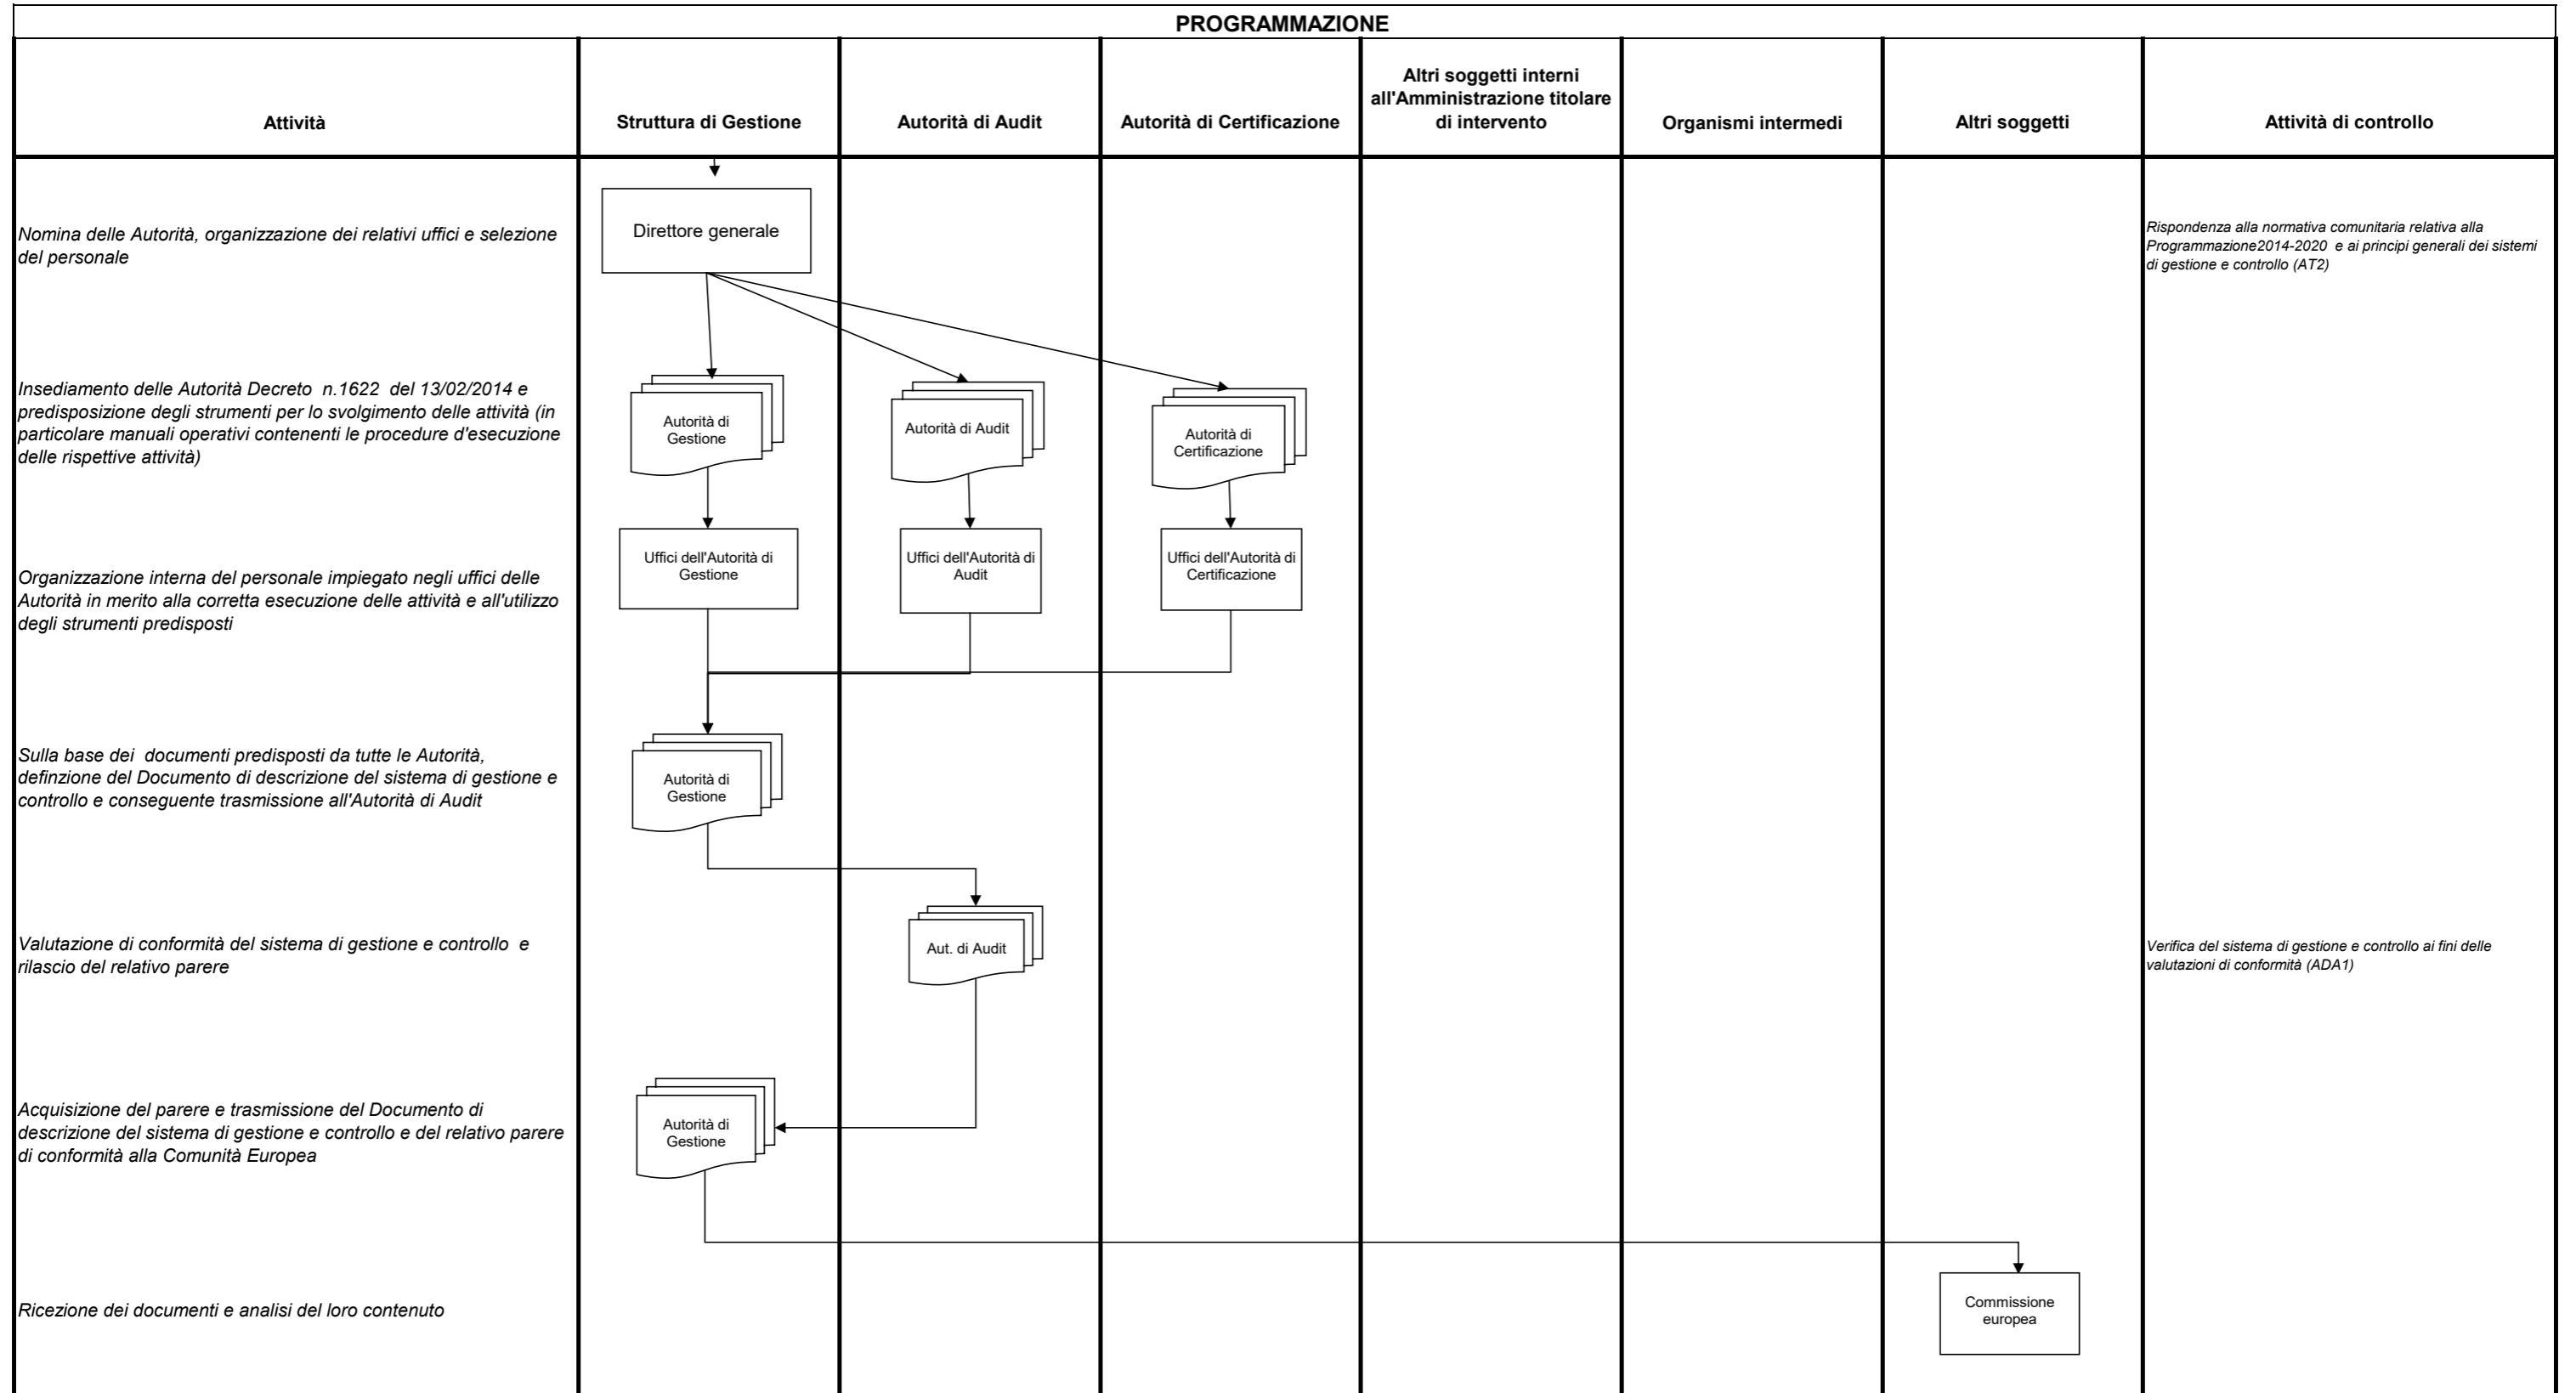 PROGRAMMAZIONE
Attività
Struttura di Gestione
Autorità di Audit
Autorità di Certificazione
Altri soggetti interni
all'Amministrazione titolare
di intervento
Organismi intermedi
Altri soggetti
Attività di controllo
Nomina delle Autorità, organizzazione dei relativi uffici e selezione
del personale
Direttore generale
Rispondenza alla normativa comunitaria relativa alla
Programmazione2014-2020 e ai principi generali dei sistemi
di gestione e controllo (AT2)
Insediamento delle Autorità Decreto n.1622 del 13/02/2014 e
predisposizione degli strumenti per lo svolgimento delle attività (in
particolare manuali operativi contenenti le procedure d'esecuzione
delle rispettive attività)
Autorità di
Gestione
Autorità di Audit
Autorità di
Certificazione
Organizzazione interna del personale impiegato negli uffici delle
Autorità in merito alla corretta esecuzione delle attività e all'utilizzo
degli strumenti predisposti
Uffici dell'Autorità di
Gestione
Uffici dell'Autorità di
Audit
Uffici dell'Autorità di
Certificazione
Sulla base dei documenti predisposti da tutte le Autorità,
definzione del Documento di descrizione del sistema di gestione e
controllo e conseguente trasmissione all'Autorità di Audit
Autorità di
Gestione
Valutazione di conformità del sistema di gestione e controllo e
rilascio del relativo parere
Aut. di Audit
Verifica del sistema di gestione e controllo ai fini delle
valutazioni di conformità (ADA1)
Acquisizione del parere e trasmissione del Documento di
descrizione del sistema di gestione e controllo e del relativo parere
di conformità alla Comunità Europea
Autorità di
Gestione
Ricezione dei documenti e analisi del loro contenuto
Commissione
europea